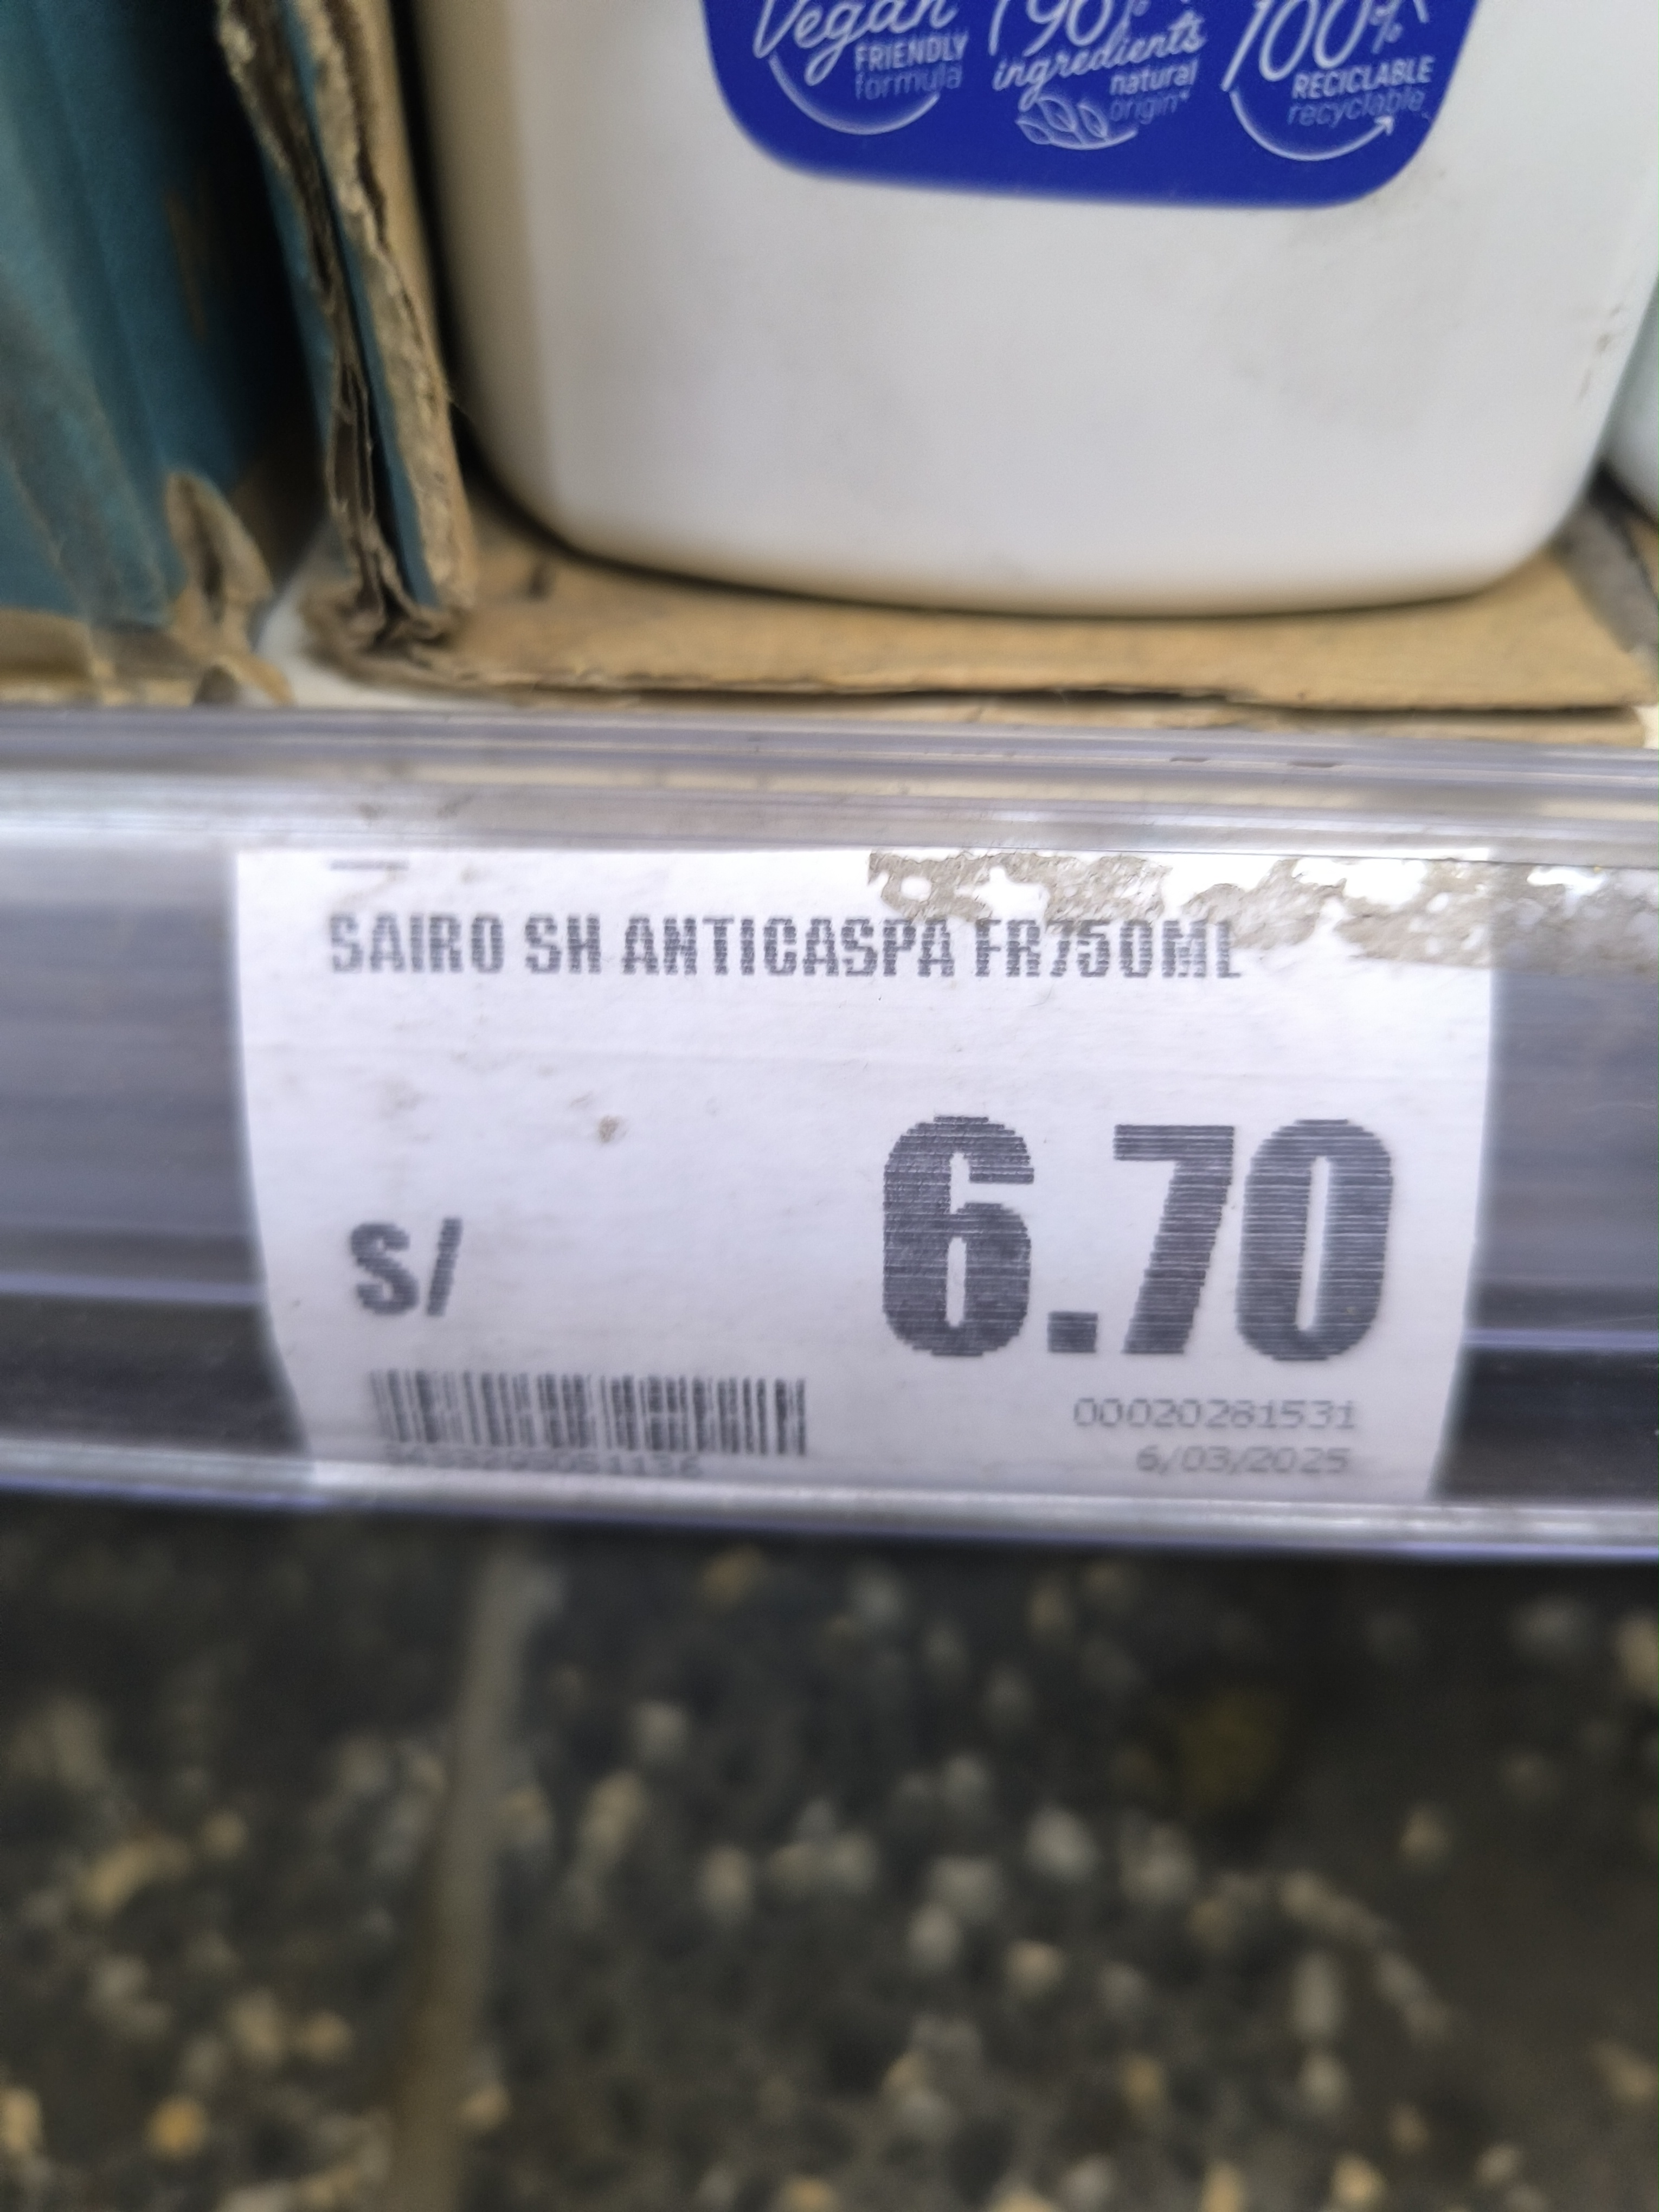 Vegan
FRIENDLY
formula
90%
ingredients
natural
origin*
100%
RECICLABLE
recyclable
SAIRO SH ANTICASPA FR750ML
S/ 6.70
00020281531
6/03/2025